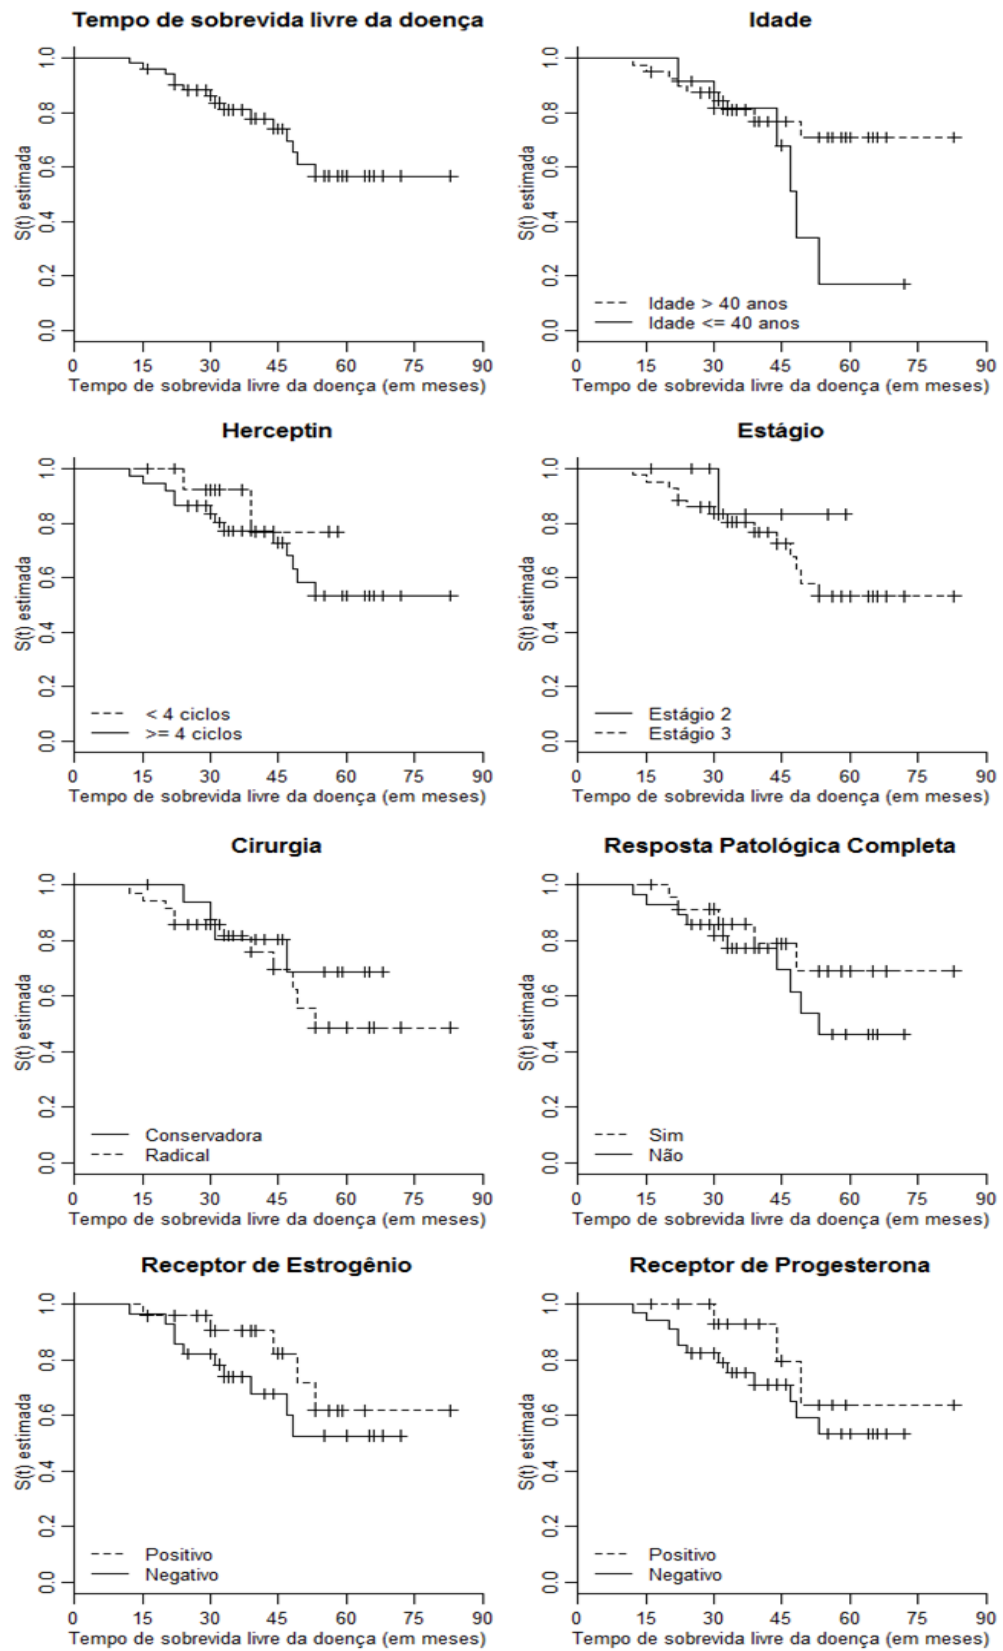 Tempo de sobrevida livre da doença
S(t) estimada
1.0
0.8
0.6
0.4
0.2
0.0
0 15 30 45 60 75 90
Tempo de sobrevida livre da doença (em meses)
Idade
S(t) estimada
1.0
0.8
0.6
0.4
0.2
0.0
Idade > 40 anos
Idade <= 40 anos
0 15 30 45 60 75 90
Tempo de sobrevida livre da doença (em meses)
Herceptin
S(t) estimada
1.0
0.8
0.6
0.4
0.2
0.0
< 4 ciclos
>= 4 ciclos
0 15 30 45 60 75 90
Tempo de sobrevida livre da doença (em meses)
Estágio
S(t) estimada
1.0
0.8
0.6
0.4
0.2
0.0
Estágio 2
Estágio 3
0 15 30 45 60 75 90
Tempo de sobrevida livre da doença (em meses)
Cirurgia
S(t) estimada
1.0
0.8
0.6
0.4
0.2
0.0
Conservadora
Radical
0 15 30 45 60 75 90
Tempo de sobrevida livre da doença (em meses)
Resposta Patológica Completa
S(t) estimada
1.0
0.8
0.6
0.4
0.2
0.0
Sim
Não
0 15 30 45 60 75 90
Tempo de sobrevida livre da doença (em meses)
Receptor de Estrogênio
S(t) estimada
1.0
0.8
0.6
0.4
0.2
0.0
Positivo
Negativo
0 15 30 45 60 75 90
Tempo de sobrevida livre da doença (em meses)
Receptor de Progesterona
S(t) estimada
1.0
0.8
0.6
0.4
0.2
0.0
Positivo
Negativo
0 15 30 45 60 75 90
Tempo de sobrevida livre da doença (em meses)